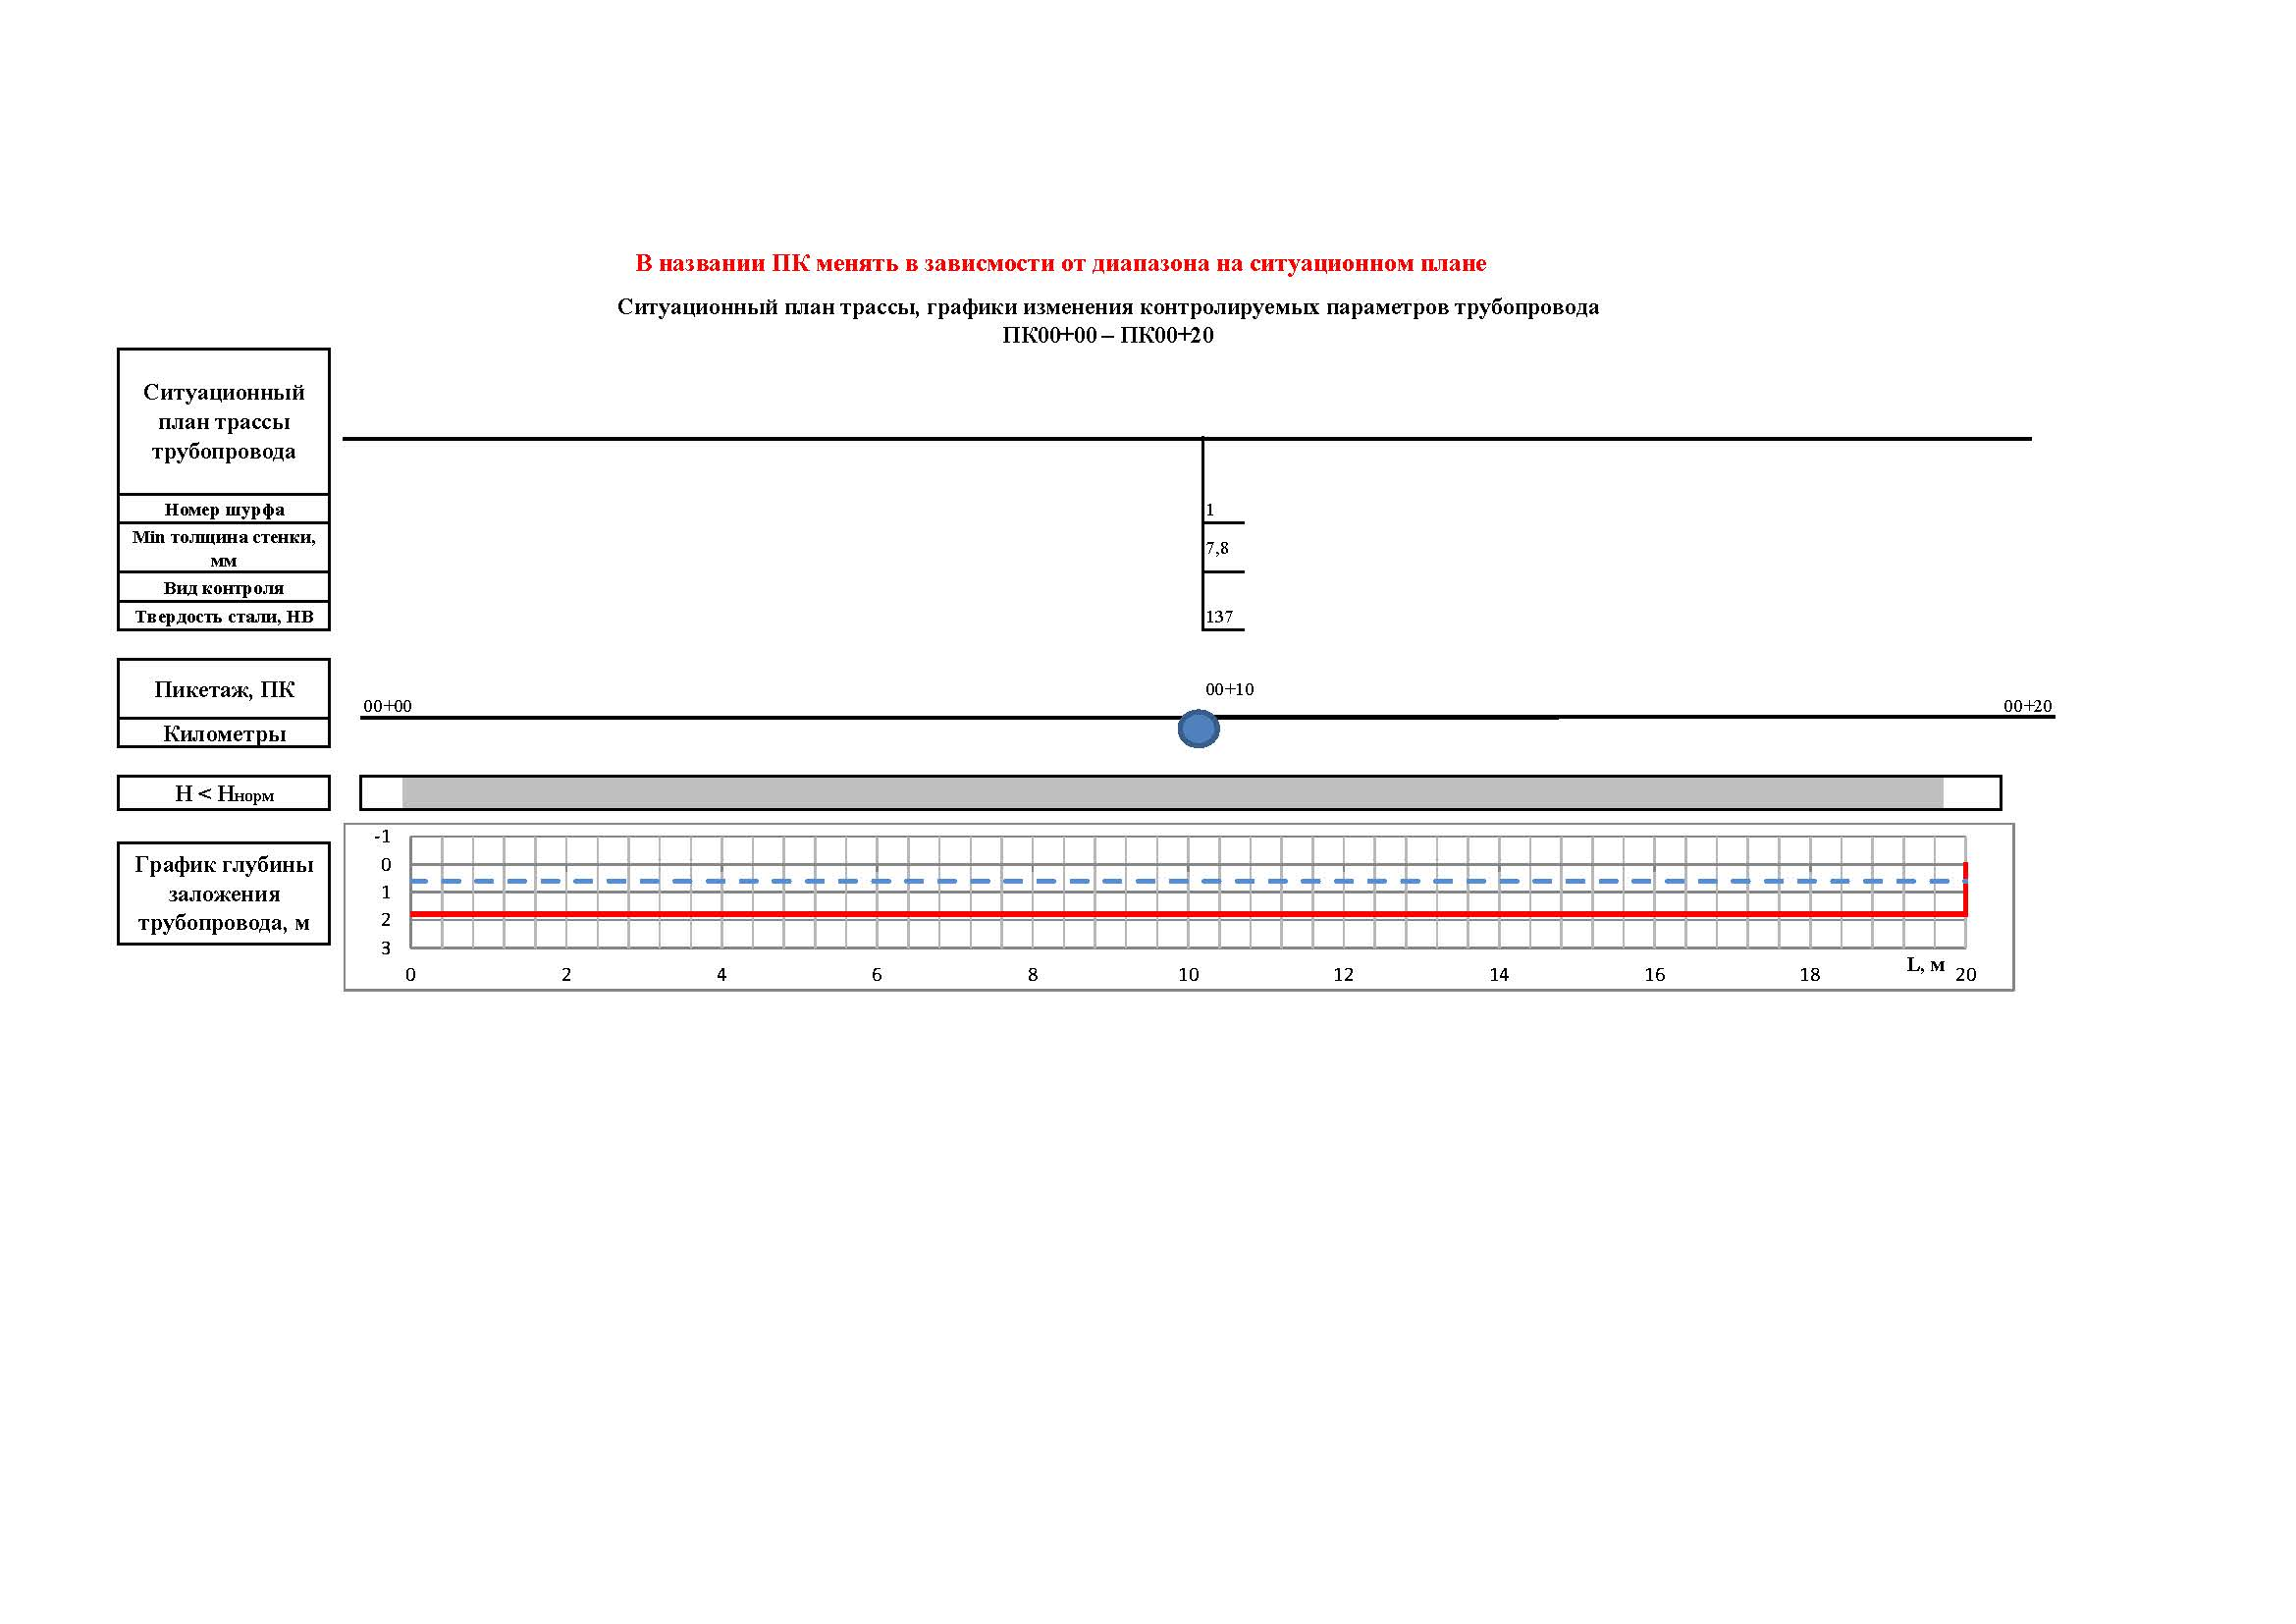 В названии ПК менять в зависмости от диапазона на ситуационном плане
Ситуационный план трассы, графики изменения контролируемых параметров трубопровода
ПК00+00 – ПК00+20
Ситуационный
план трассы
трубопровода
Номер шурфа
1
Min толщина стенки,
мм
7,8
Вид контроля
Твердость стали, НВ
137
Пикетаж, ПК
00+00
00+10
00+20
Километры
Н < Ннорм
График глубины
заложения
трубопровода, м
-1
0
1
2
3
0 2 4 6 8 10 12 14 16 18 20
L, м